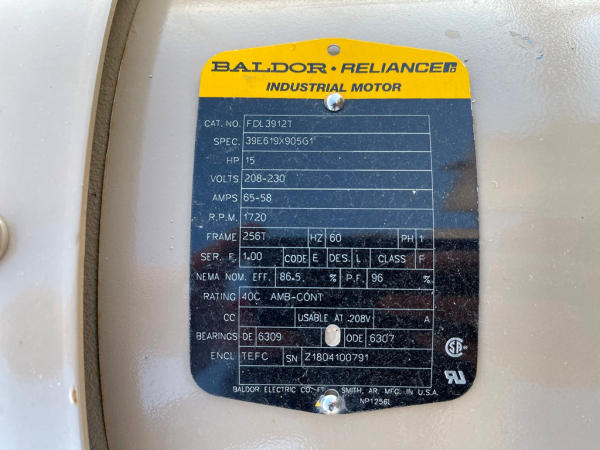 BALDOR · RELIANCE
INDUSTRIAL MOTOR
CAT. NO. FDL3912T
SPEC. 39E619X905G1
HP 15
VOLTS 208-230
AMPS 65-58
R.P.M. 1720
FRAME 256T HZ 60 PH 1
SER. F. 1.00 CODE E DES. L CLASS F
NEMA NOM. EFF. 86.5 % P.F. 96 %
RATING 40C AMB-CONT
CC USABLE AT 208V A
BEARINGS DE 6309 ODE 6307
ENCL TEFC SN Z1804100791
BALDOR ELECTRIC CO. FT. SMITH, AR. MFG. IN U.S.A.
NP1256L